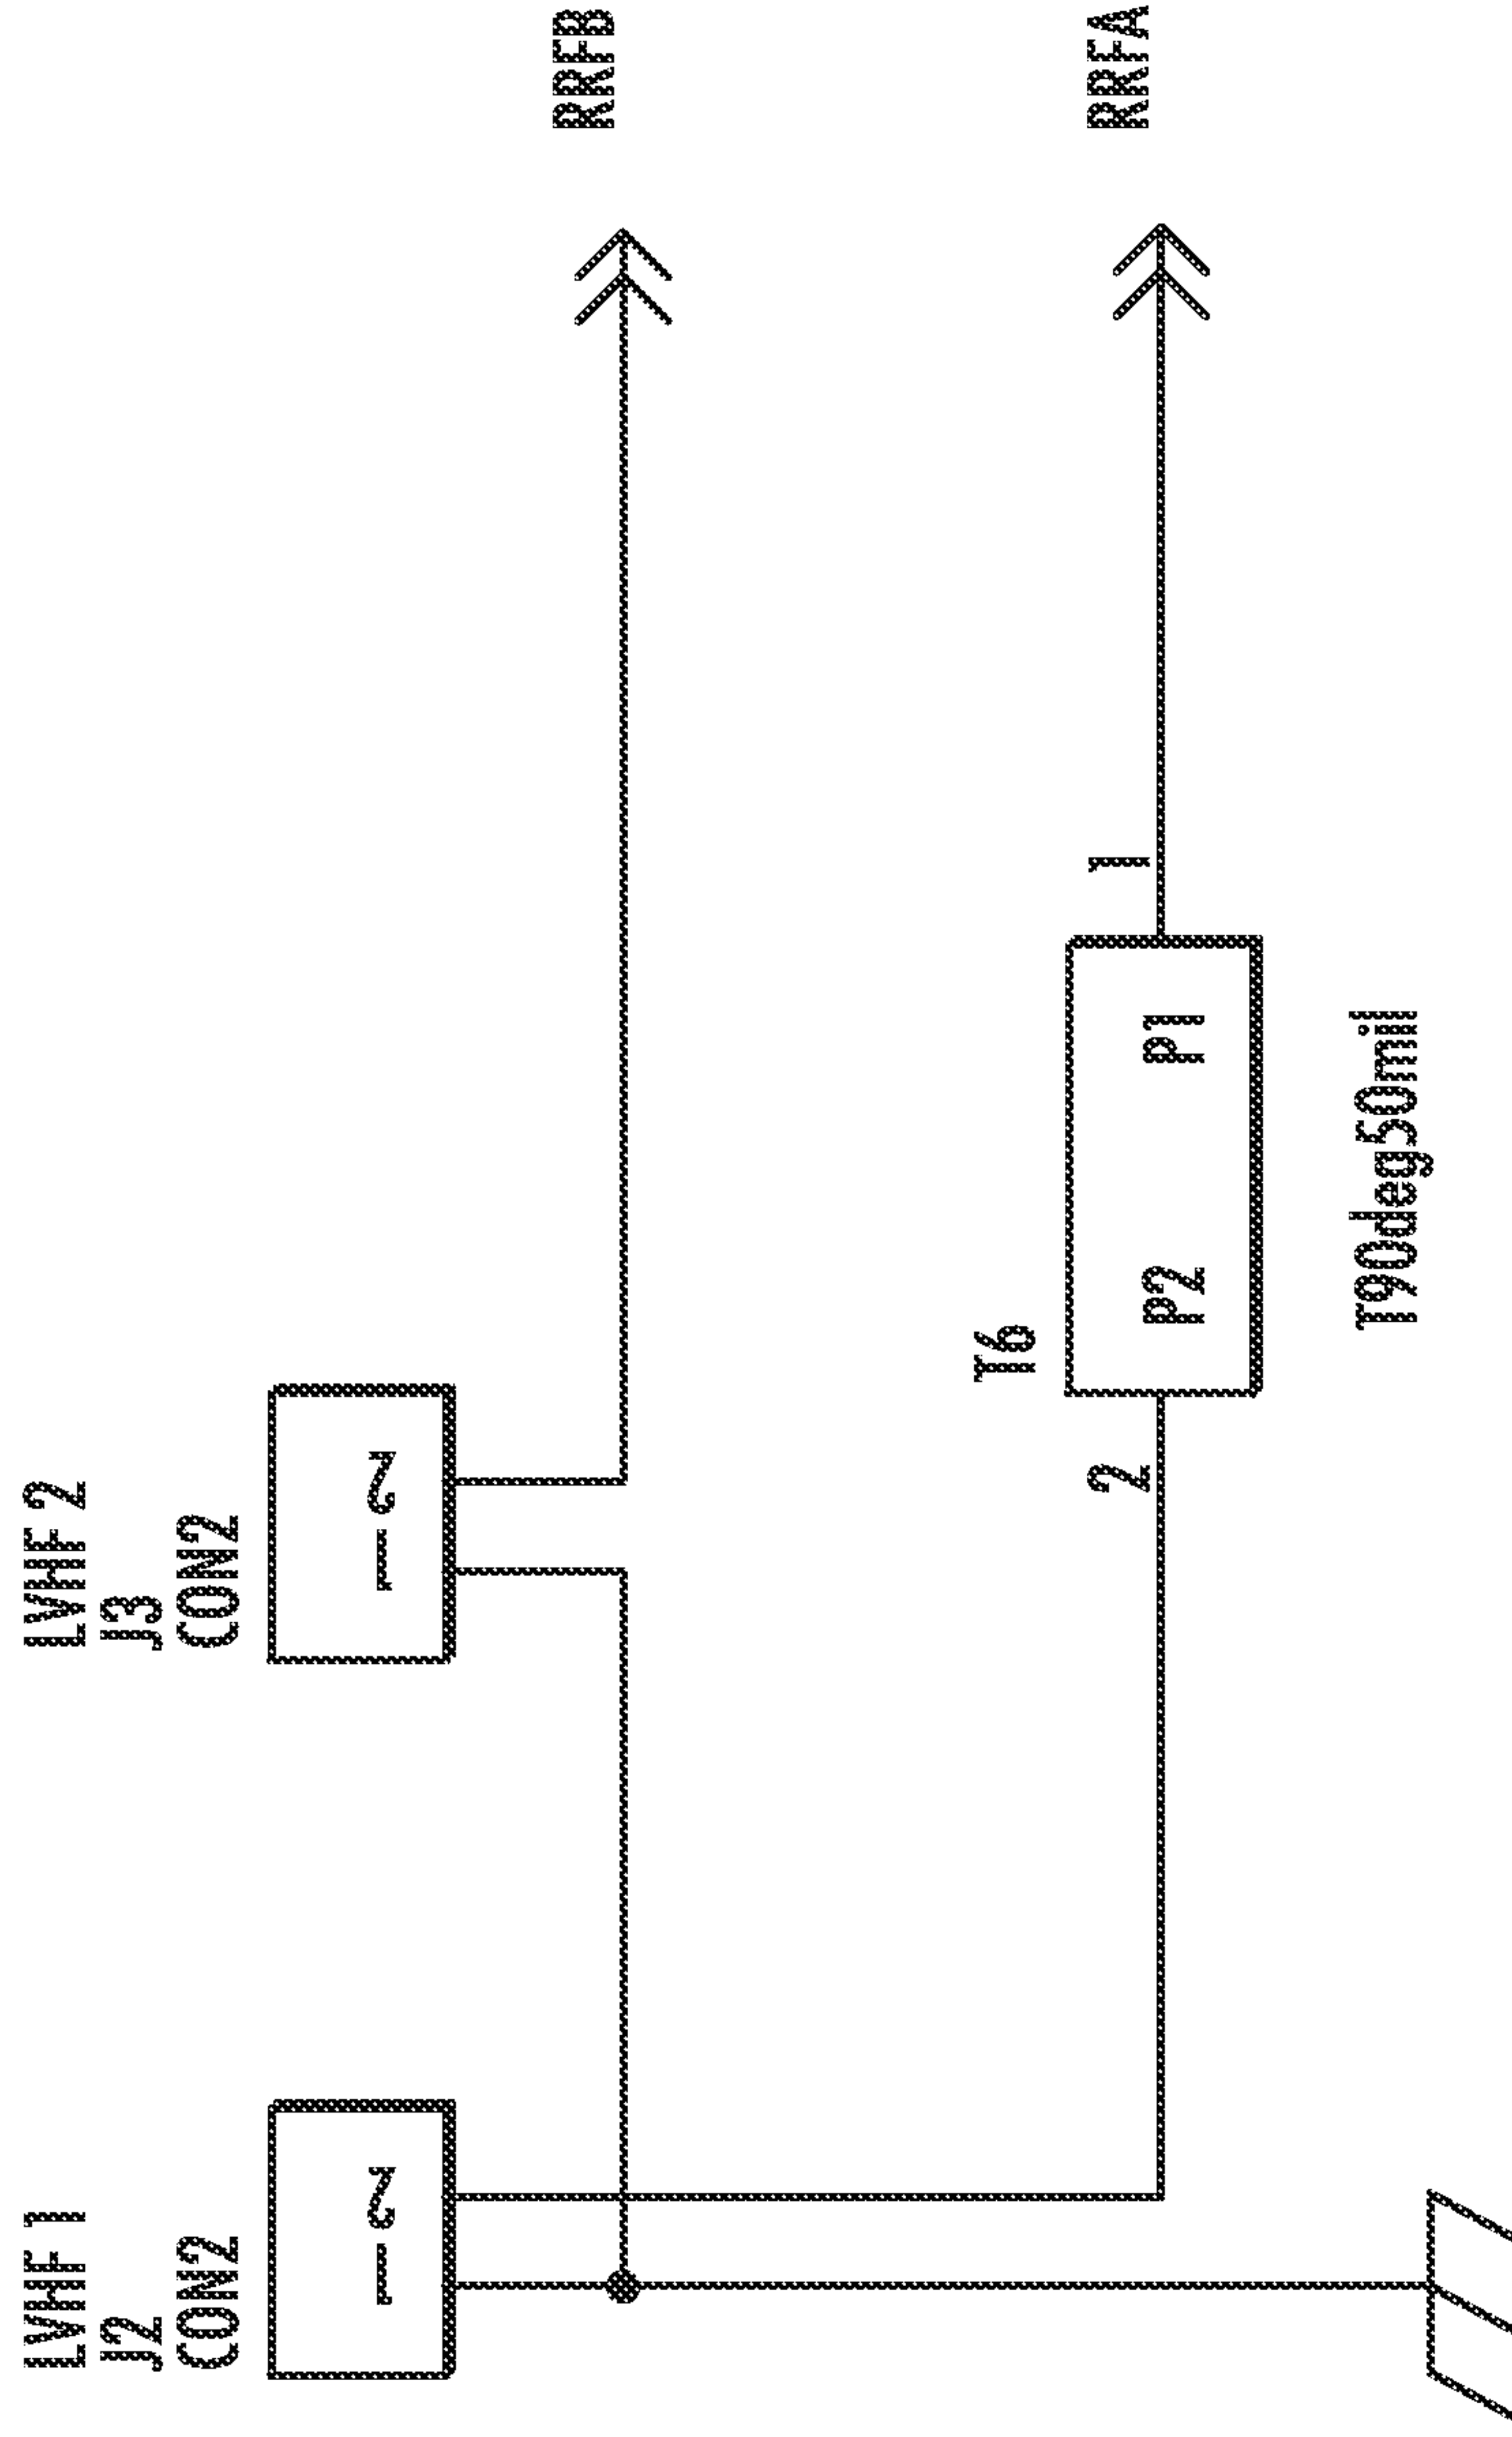 LVHF 1
J2
CON2
1
2
LVHF 2
J3
CON2
1
2
RRFB
T6
2
P2
P1
1
T90deg50mil
RRFA